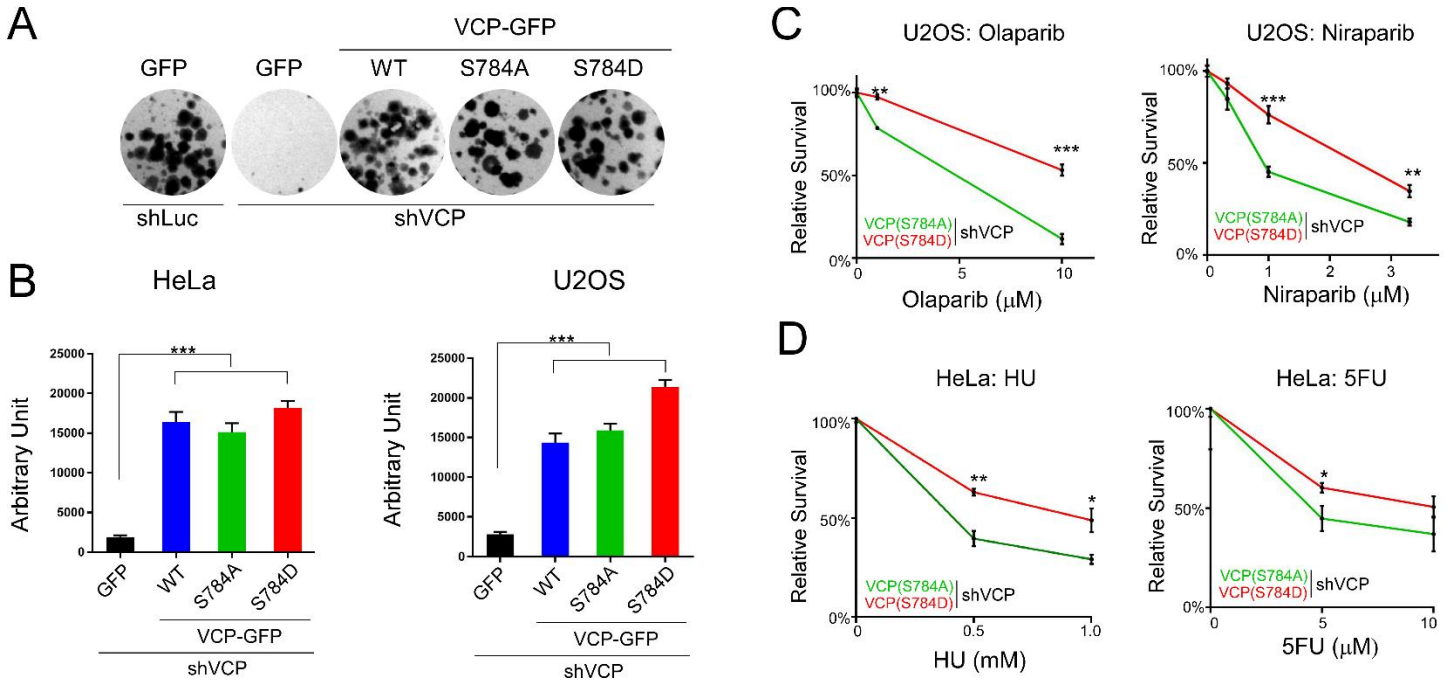 A
VCP-GFP
GFP GFP WT S784A S784D
shLuc shVCP
B
HeLa
Arbitrary Unit
25000
20000
15000
10000
5000
0
***
GFP WT S784A S784D
VCP-GFP
shVCP
U2OS
Arbitrary Unit
25000
20000
15000
10000
5000
0
***
GFP WT S784A S784D
VCP-GFP
shVCP
C
U2OS: Olaparib
Relative Survival
100%
50%
0%
**
***
VCP(S784A)
VCP(S784D)
shVCP
0 5 10
Olaparib (μM)
U2OS: Niraparib
Relative Survival
100%
50%
0%
***
**
VCP(S784A)
VCP(S784D)
shVCP
0 1 2 3
Niraparib (μM)
D
HeLa: HU
Relative Survival
100%
50%
0%
**
*
VCP(S784A)
VCP(S784D)
shVCP
0 0.5 1.0
HU (mM)
HeLa: 5FU
Relative Survival
100%
50%
0%
*
VCP(S784A)
VCP(S784D)
shVCP
0 5 10
5FU (μM)